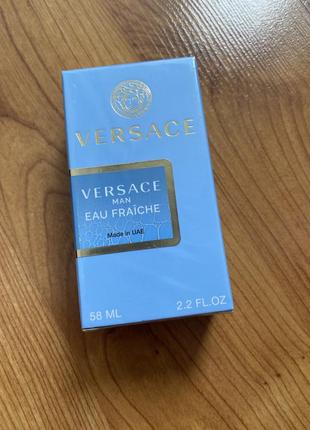 VERSACE
VERSACE
MAN
EAU FRAÎCHE
Made in UAE
58 ML 2.2 FL.OZ